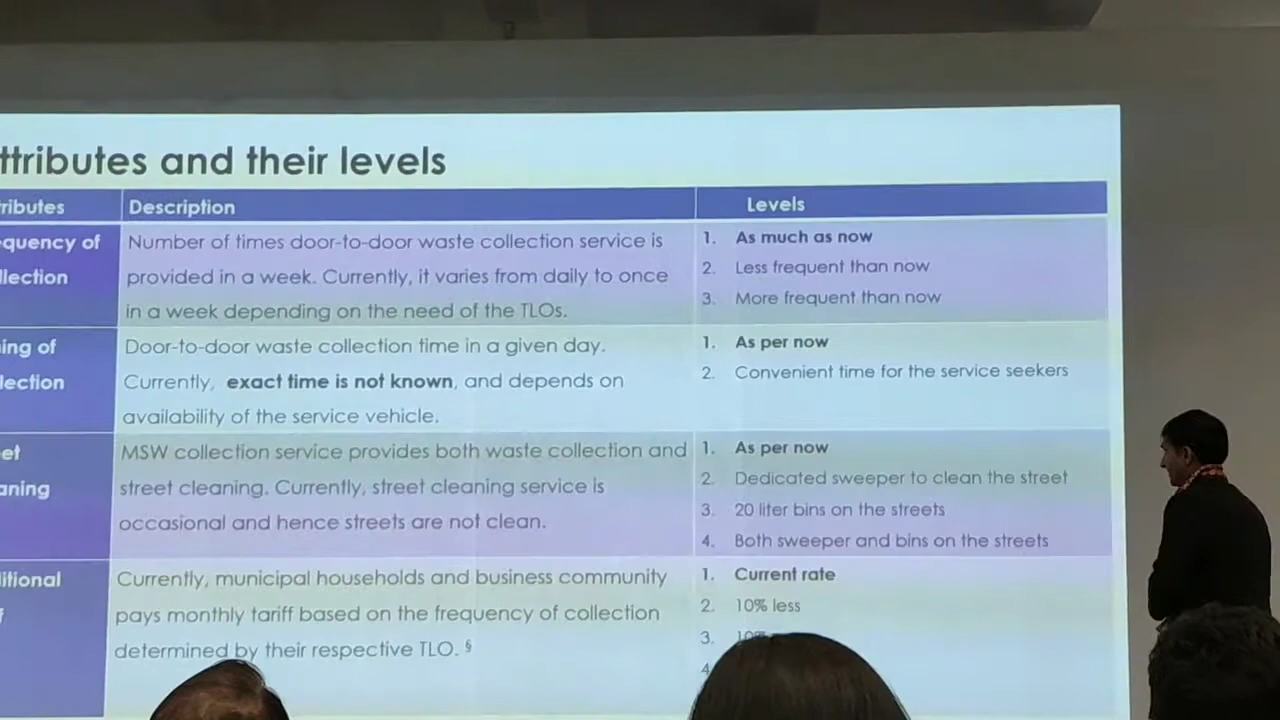 ttributes and their levels
ributes Description Levels
quency of
llection
Number of times door-to-door waste collection service is
provided in a week. Currently, it varies from daily to once
in a week depending on the need of the TLOs.
1. As much as now
2. Less frequent than now
3. More frequent than now
ing of
lection
Door-to-door waste collection time in a given day.
Currently, exact time is not known, and depends on
availability of the service vehicle.
1. As per now
2. Convenient time for the service seekers
et
aning
MSW collection service provides both waste collection and
street cleaning. Currently, street cleaning service is
occasional and hence streets are not clean.
1. As per now
2. Dedicated sweeper to clean the street
3. 20 liter bins on the streets
4. Both sweeper and bins on the streets
itional
Currently, municipal households and business community
pays monthly tariff based on the frequency of collection
determined by their respective TLO. §
1. Current rate
2. 10% less
3.
4